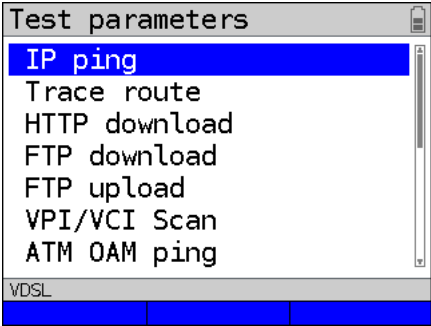 Test parameters
IP ping
Trace route
HTTP download
FTP download
FTP upload
VPI/VCI Scan
ATM OAM ping
VDSL